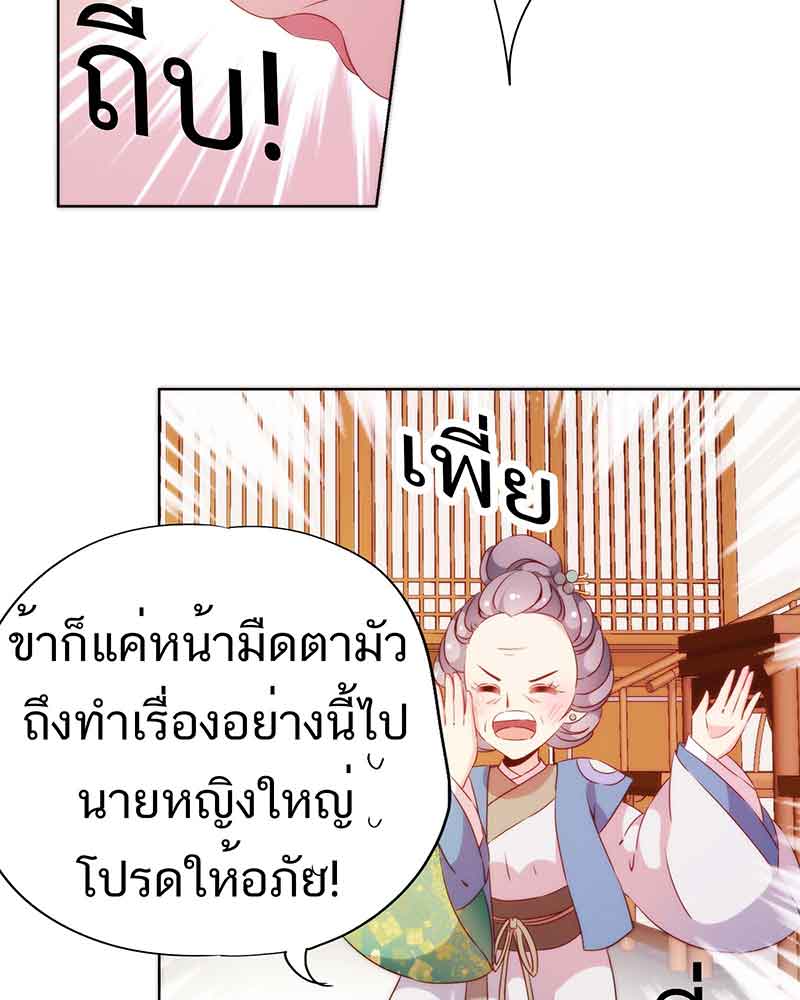 ถีบ!
เพี่ย
ข้าก็แค่หน้ามืดตามัว
ถึงทำเรื่องอย่างนี้ไป
นายหญิงใหญ่
โปรดให้อภัย!